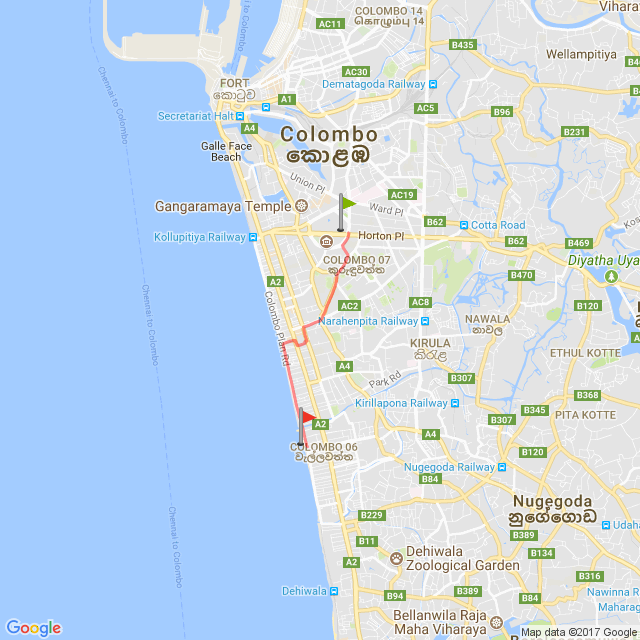 COLOMBO 14
கொழும்பு 14
Vihara
AC11
B435
Wellampitiya
AC30
FORT
කොටුව
Dematagoda Railway
A1
AC5
B96
Secretariat Halt
A4
Colombo
කොළඹ
B231
Galle Face
Beach
Union Pl
AC19
Gangaramaya Temple
Ward Pl
B62
Cotta Road
Kollupitiya Railway
Horton Pl
B62
B469
COLOMBO 07
කුරුඳුවත්ත
Diyatha Uya
A2
B470
AC2
AC8
B120
Colombo Plan Rd
Narahenpita Railway
NAWALA
නාවල
KIRULA
කිරුළ
ETHUL KOTTE
A4
Park Rd
B307
B368
Kirillapona Railway
B345
PITA KOTTE
B307
A2
A4
COLOMBO 06
වැල්ලවත්ත
B120
Nugegoda Railway
B84
Nugegoda
නුගේගොඩ
B229
Udaha
B389
B11
B134
Dehiwala
Zoological Garden
A2
B316
Dehiwala
B94
B389
B84
Nawinna R
Maharag
Bellanwila Raja
Maha Viharaya
Chennai to Colombo
Chennai to Colombo
Chennai to Colombo
Google
Map data ©2017 Google